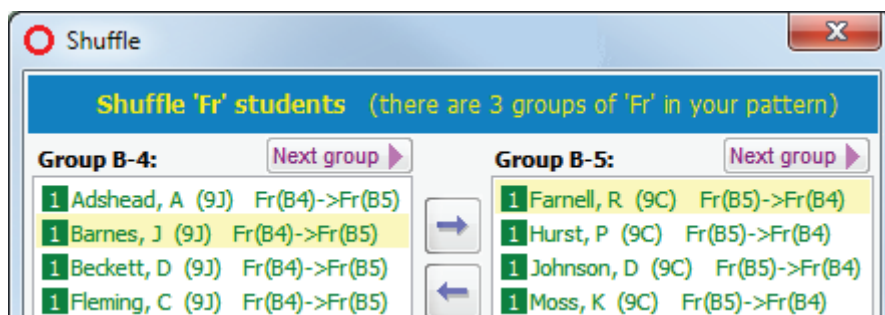 Shuffle
Shuffle 'Fr' students (there are 3 groups of 'Fr' in your pattern)
Group B-4: Next group
1 Adshead, A (9J) Fr(B4)->Fr(B5)
1 Barnes, J (9J) Fr(B4)->Fr(B5)
1 Beckett, D (9J) Fr(B4)->Fr(B5)
1 Fleming, C (9J) Fr(B4)->Fr(B5)
Group B-5: Next group
1 Farnell, R (9C) Fr(B5)->Fr(B4)
1 Hurst, P (9C) Fr(B5)->Fr(B4)
1 Johnson, D (9C) Fr(B5)->Fr(B4)
1 Moss, K (9C) Fr(B5)->Fr(B4)